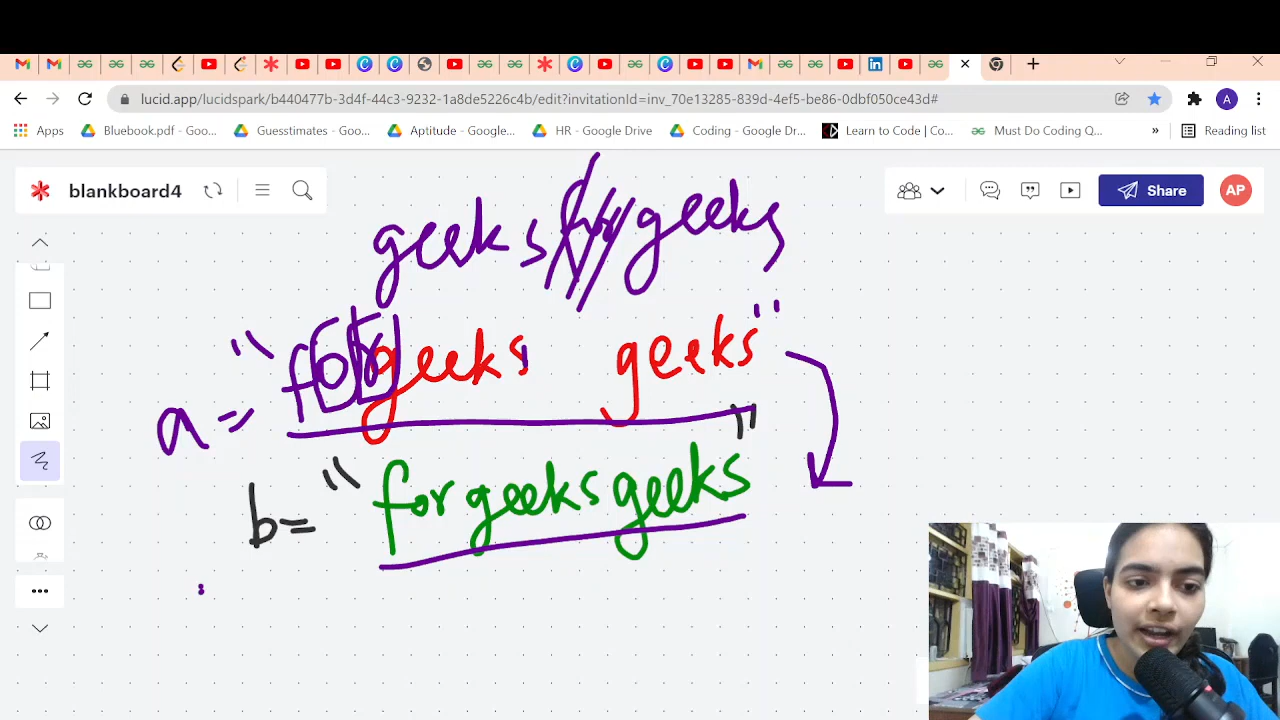 lucid.app/lucidspark/b440477b-3d4f-44c3-9232-1a8de5226c4b/edit?invitationId=inv_70e13285-839d-4ef5-be86-0dbf050ce43d#
A
Apps Bluebook.pdf - Goo... Guesstimates - Goo... Aptitudes - Google... HR - Google Drive Coding - Google Dr... Learn to Code | Co... Must Do Coding Q... » Reading list
blankboard4 Share AP
geeks for geeks
a= "for geeks geeks"
b= "forgeeksgeeks"